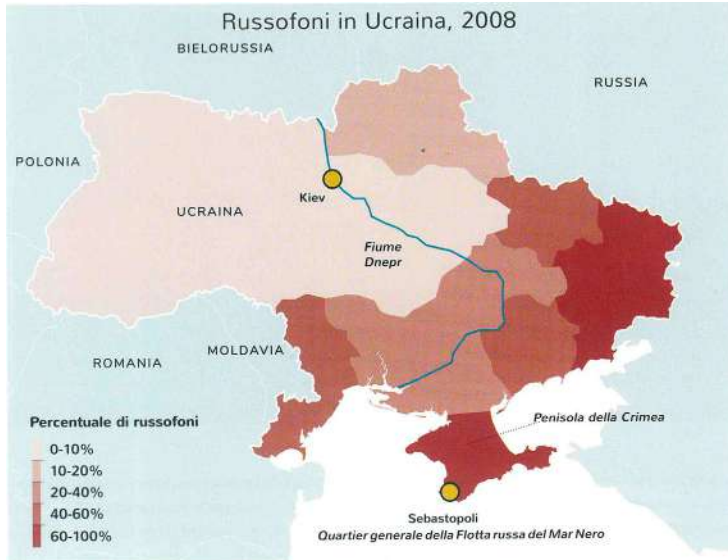 Russofoni in Ucraina, 2008
BIELORUSSIA
RUSSIA
POLONIA
Kiev
UCRAINA
Fiume
Dnepr
ROMANIA
MOLDAVIA
Percentuale di russofoni
0-10%
10-20%
20-40%
40-60%
60-100%
Penisola della Crimea
Sebastopoli
Quartier generale della Flotta russa del Mar Nero